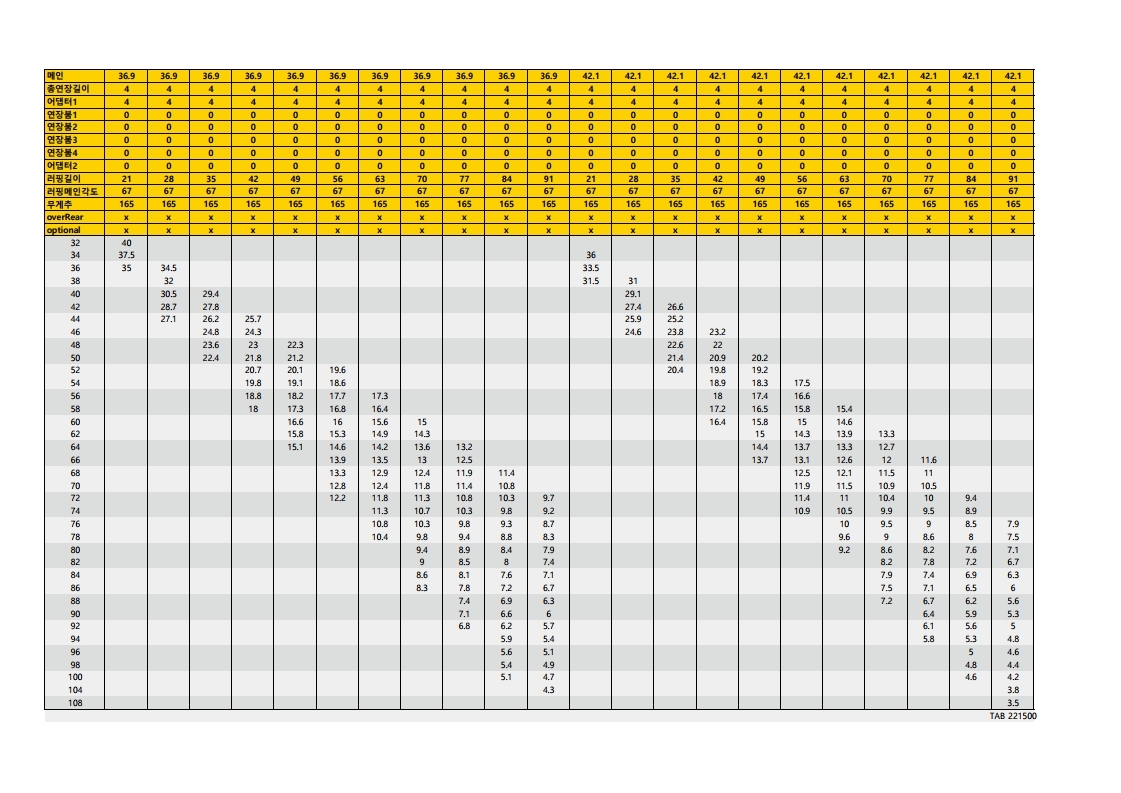 메인 36.9 36.9 36.9 36.9 36.9 36.9 36.9 36.9 36.9 36.9 36.9 42.1 42.1 42.1 42.1 42.1 42.1 42.1 42.1 42.1 42.1 42.1
총연장길이 4 4 4 4 4 4 4 4 4 4 4 4 4 4 4 4 4 4 4 4 4 4
어댑터1 4 4 4 4 4 4 4 4 4 4 4 4 4 4 4 4 4 4 4 4 4 4
연장붐1 0 0 0 0 0 0 0 0 0 0 0 0 0 0 0 0 0 0 0 0 0 0
연장붐2 0 0 0 0 0 0 0 0 0 0 0 0 0 0 0 0 0 0 0 0 0 0
연장붐3 0 0 0 0 0 0 0 0 0 0 0 0 0 0 0 0 0 0 0 0 0 0
연장붐4 0 0 0 0 0 0 0 0 0 0 0 0 0 0 0 0 0 0 0 0 0 0
어댑터2 0 0 0 0 0 0 0 0 0 0 0 0 0 0 0 0 0 0 0 0 0 0
러핑길이 21 28 35 42 49 56 63 70 77 84 91 21 28 35 42 49 56 63 70 77 84 91
러핑메인각도 67 67 67 67 67 67 67 67 67 67 67 67 67 67 67 67 67 67 67 67 67 67
무게추 165 165 165 165 165 165 165 165 165 165 165 165 165 165 165 165 165 165 165 165 165 165
overRear x x x x x x x x x x x x x x x x x x x x x x
optional x x x x x x x x x x x x x x x x x x x x x x
32 40
34 37.5 36
36 35 34.5 33.5
38 32 31.5 31
40 30.5 29.4 29.1
42 28.7 27.8 27.4 26.6
44 27.1 26.2 25.7 25.9 25.2
46 24.8 24.3 24.6 23.8 23.2
48 23.6 23 22.3 22.6 22
50 22.4 21.8 21.2 21.4 20.9 20.2
52 20.7 20.1 19.6 20.4 19.8 19.2
54 19.8 19.1 18.6 18.9 18.3 17.5
56 18.8 18.2 17.7 17.3 18 17.4 16.6
58 18 17.3 16.8 16.4 17.2 16.5 15.8 15.4
60 16.6 16 15.6 15 16.4 15.8 15 14.6
62 15.8 15.3 14.9 14.3 15 14.3 13.9 13.3
64 15.1 14.6 14.2 13.6 13.2 14.4 13.7 13.3 12.7
66 13.9 13.5 13 12.5 13.7 13.1 12.6 12 11.6
68 13.3 12.9 12.4 11.9 11.4 12.5 12.1 11.5 11
70 12.8 12.4 11.8 11.4 10.8 11.9 11.5 10.9 10.5
72 12.2 11.8 11.3 10.8 10.3 9.7 11.4 11 10.4 10 9.4
74 11.3 10.7 10.3 9.8 9.2 10.9 10.5 9.9 9.5 8.9
76 10.8 10.3 9.8 9.3 8.7 10 9.5 9 8.5 7.9
78 10.4 9.8 9.4 8.8 8.3 9.6 9 8.6 8 7.5
80 9.4 8.9 8.4 7.9 9.2 8.6 8.2 7.6 7.1
82 9 8.5 8 7.4 8.2 7.8 7.2 6.7
84 8.6 8.1 7.6 7.1 7.9 7.4 6.9 6.3
86 8.3 7.8 7.2 6.7 7.5 7.1 6.5 6
88 7.4 6.9 6.3 7.2 6.7 6.2 5.6
90 7.1 6.6 6 6.4 5.9 5.3
92 6.8 6.2 5.7 6.1 5.6 5
94 5.9 5.4 5.8 5.3 4.8
96 5.6 5.1 5 4.6
98 5.4 4.9 4.8 4.4
100 5.1 4.7 4.6 4.2
104 4.3 3.8
108 3.5
TAB 221500